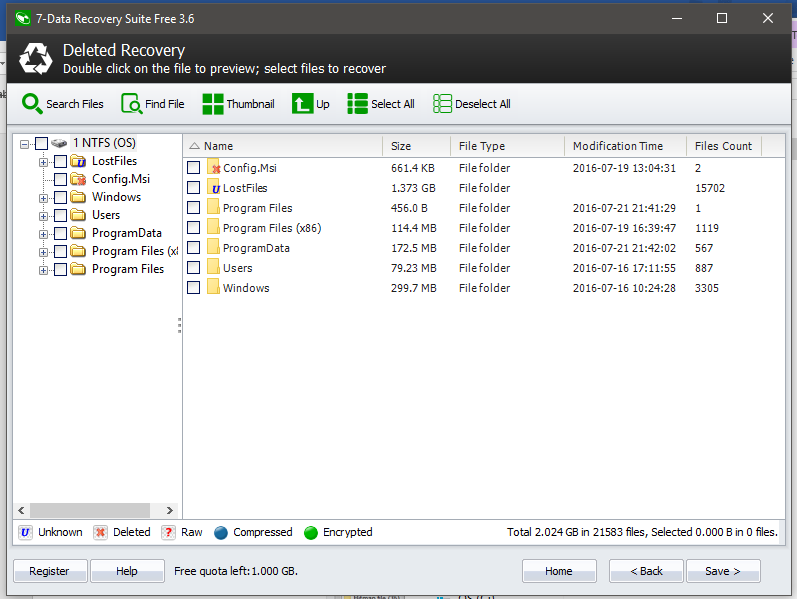 7-Data Recovery Suite Free 3.6
Deleted Recovery
Double click on the file to preview; select files to recover
Search Files Find File Thumbnail Up Select All Deselect All
1 NTFS (OS)
LostFiles
Config.Msi
Windows
Users
ProgramData
Program Files (x
Program Files
Name Size File Type Modification Time Files Count
Config.Msi 661.4 KB File folder 2016-07-19 13:04:31 2
LostFiles 1.373 GB File folder 15702
Program Files 456.0 B File folder 2016-07-21 21:41:29 1
Program Files (x86) 114.4 MB File folder 2016-07-19 16:39:47 1119
ProgramData 172.5 MB File folder 2016-07-21 21:42:02 567
Users 79.23 MB File folder 2016-07-16 17:11:55 887
Windows 299.7 MB File folder 2016-07-16 10:24:28 3305
U Unknown Deleted ? Raw Compressed Encrypted Total 2.024 GB in 21583 files, Selected 0.000 B in 0 files.
Register Help Free quota left: 1.000 GB. Home < Back Save >